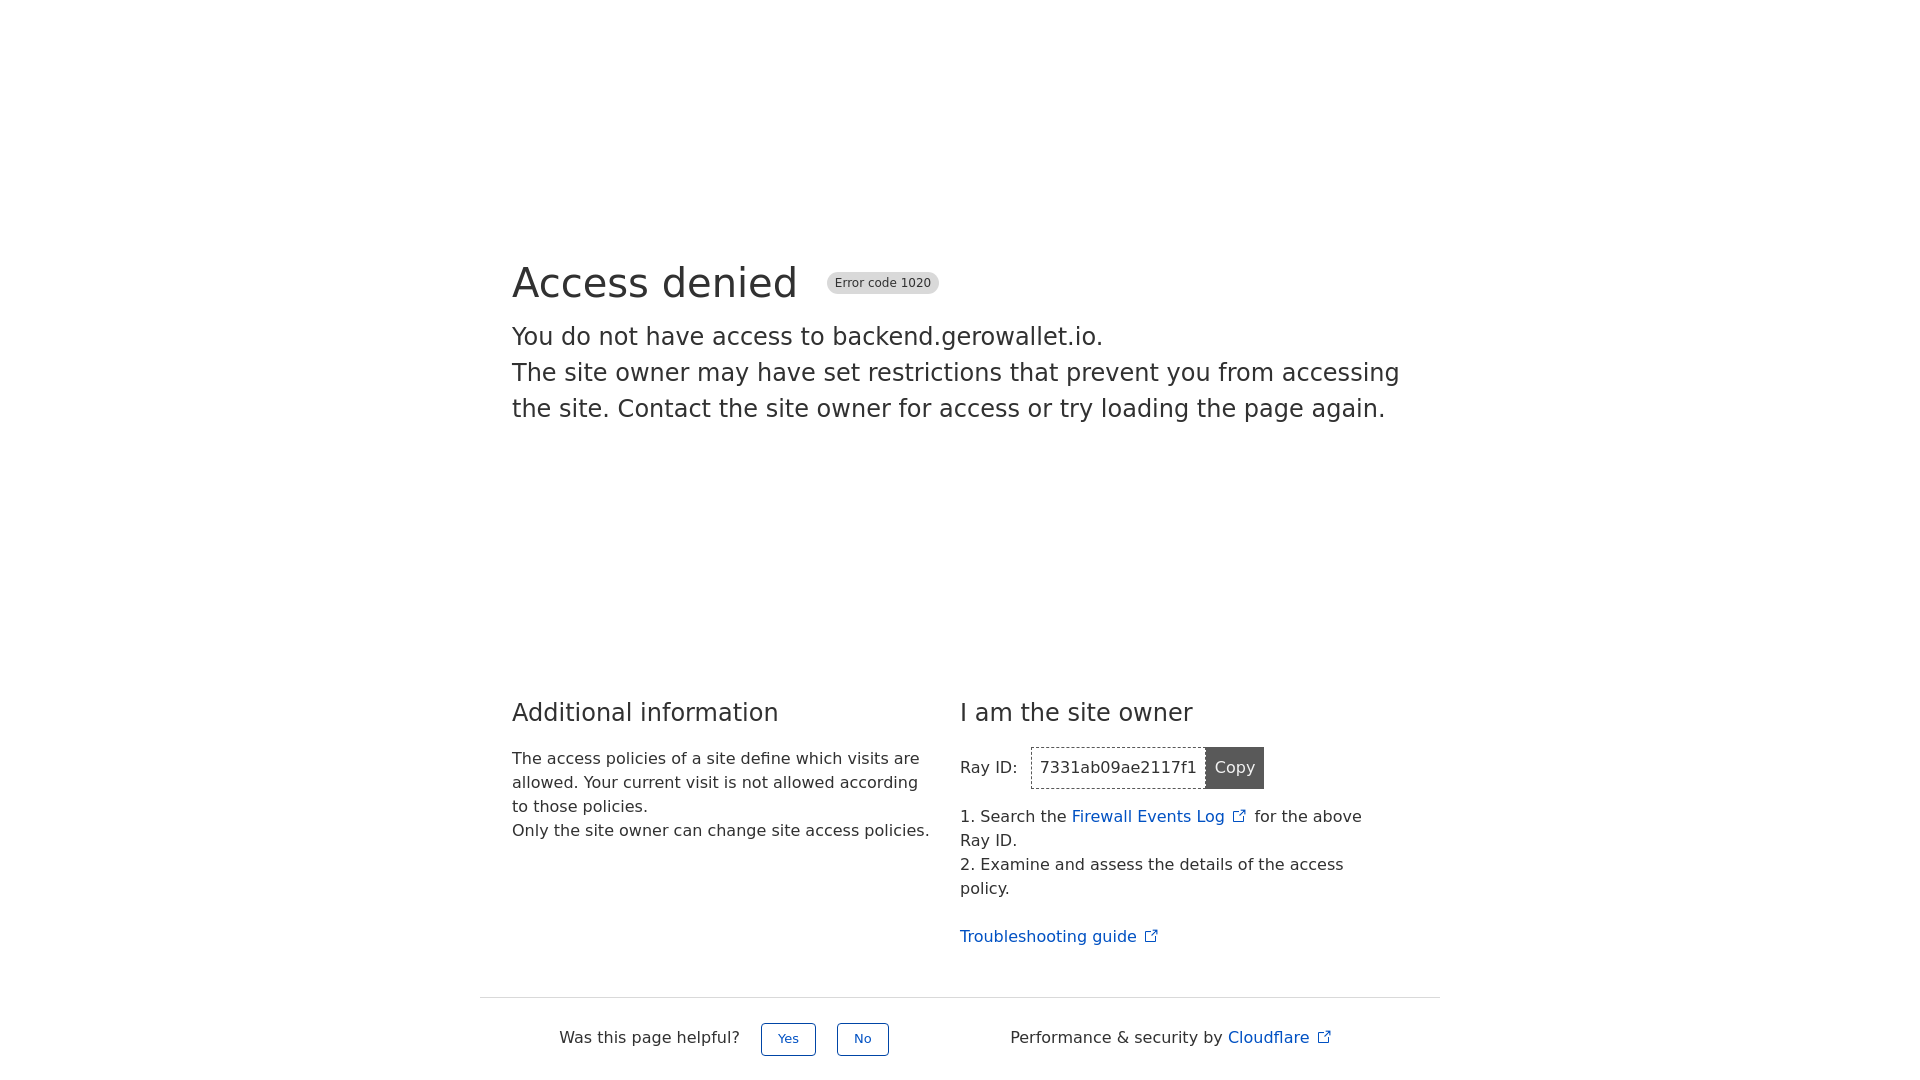 Access denied Error code 1020
You do not have access to backend.gerowallet.io.
The site owner may have set restrictions that prevent you from accessing
the site. Contact the site owner for access or try loading the page again.
Additional information
The access policies of a site define which visits are
allowed. Your current visit is not allowed according
to those policies.
Only the site owner can change site access policies.
I am the site owner
Ray ID: 7331ab09ae2117f1 Copy
1. Search the Firewall Events Log for the above
Ray ID.
2. Examine and assess the details of the access
policy.
Troubleshooting guide
Was this page helpful? Yes No
Performance & security by Cloudflare